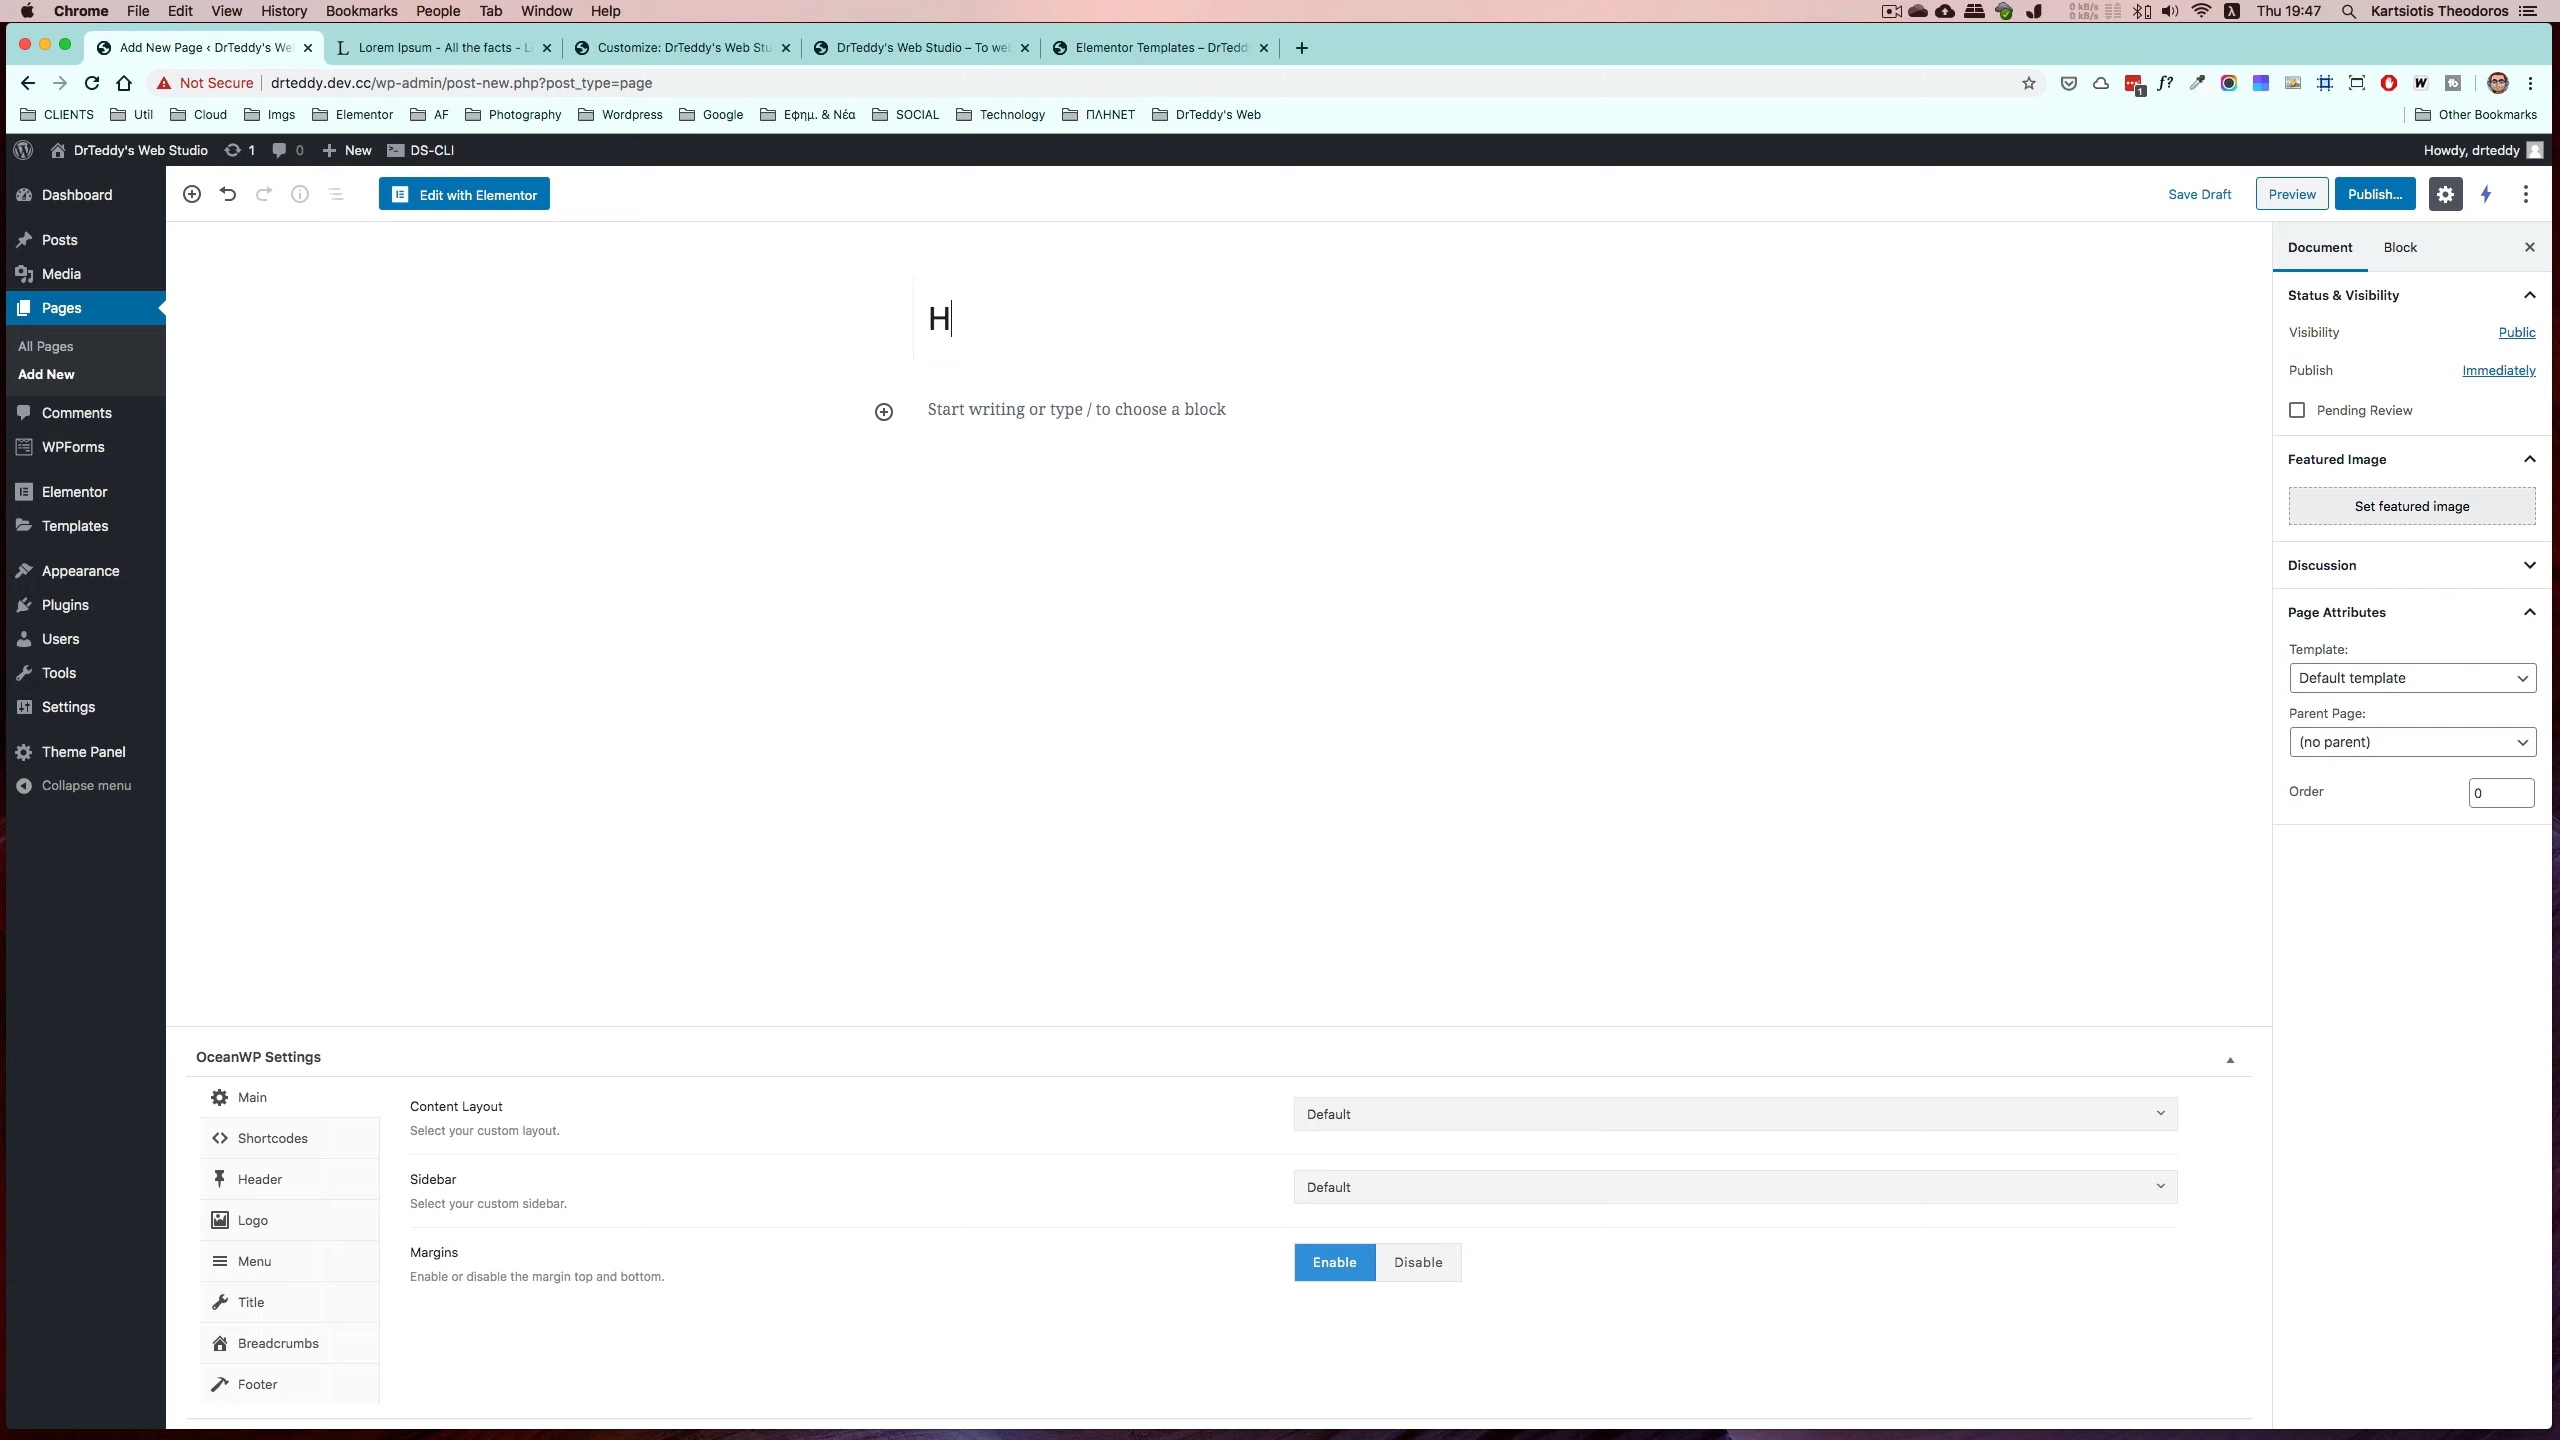 Chrome File Edit View History Bookmarks People Tab Window Help
0 kB/s
0 kB/s
Thu 19:47 Kartsiotis Theodoros
Add New Page ‹ DrTeddy's We
Lorem Ipsum - All the facts - Li
Customize: DrTeddy's Web Stu
DrTeddy's Web Studio – To we
Elementor Templates – DrTedd
Not Secure drteddy.dev.cc/wp-admin/post-new.php?post_type=page
CLIENTS Util Cloud Imgs Elementor AF Photography Wordpress Google Εφημ. & Νέα SOCIAL Technology ΠΛΗΝΕΤ DrTeddy's Web Other Bookmarks
DrTeddy's Web Studio 1 0 New DS-CLI Howdy, drteddy
Edit with Elementor
Save Draft Preview Publish...
Dashboard
Posts
Media
Pages
All Pages
Add New
Comments
WPForms
Elementor
Templates
Appearance
Plugins
Users
Tools
Settings
Theme Panel
Collapse menu
H
Start writing or type / to choose a block
Document Block
Status & Visibility
Visibility Public
Publish Immediately
Pending Review
Featured Image
Set featured image
Discussion
Page Attributes
Template:
Default template
Parent Page:
(no parent)
Order 0
OceanWP Settings
Main
Shortcodes
Header
Logo
Menu
Title
Breadcrumbs
Footer
Content Layout
Select your custom layout.
Default
Sidebar
Select your custom sidebar.
Default
Margins
Enable or disable the margin top and bottom.
Enable Disable